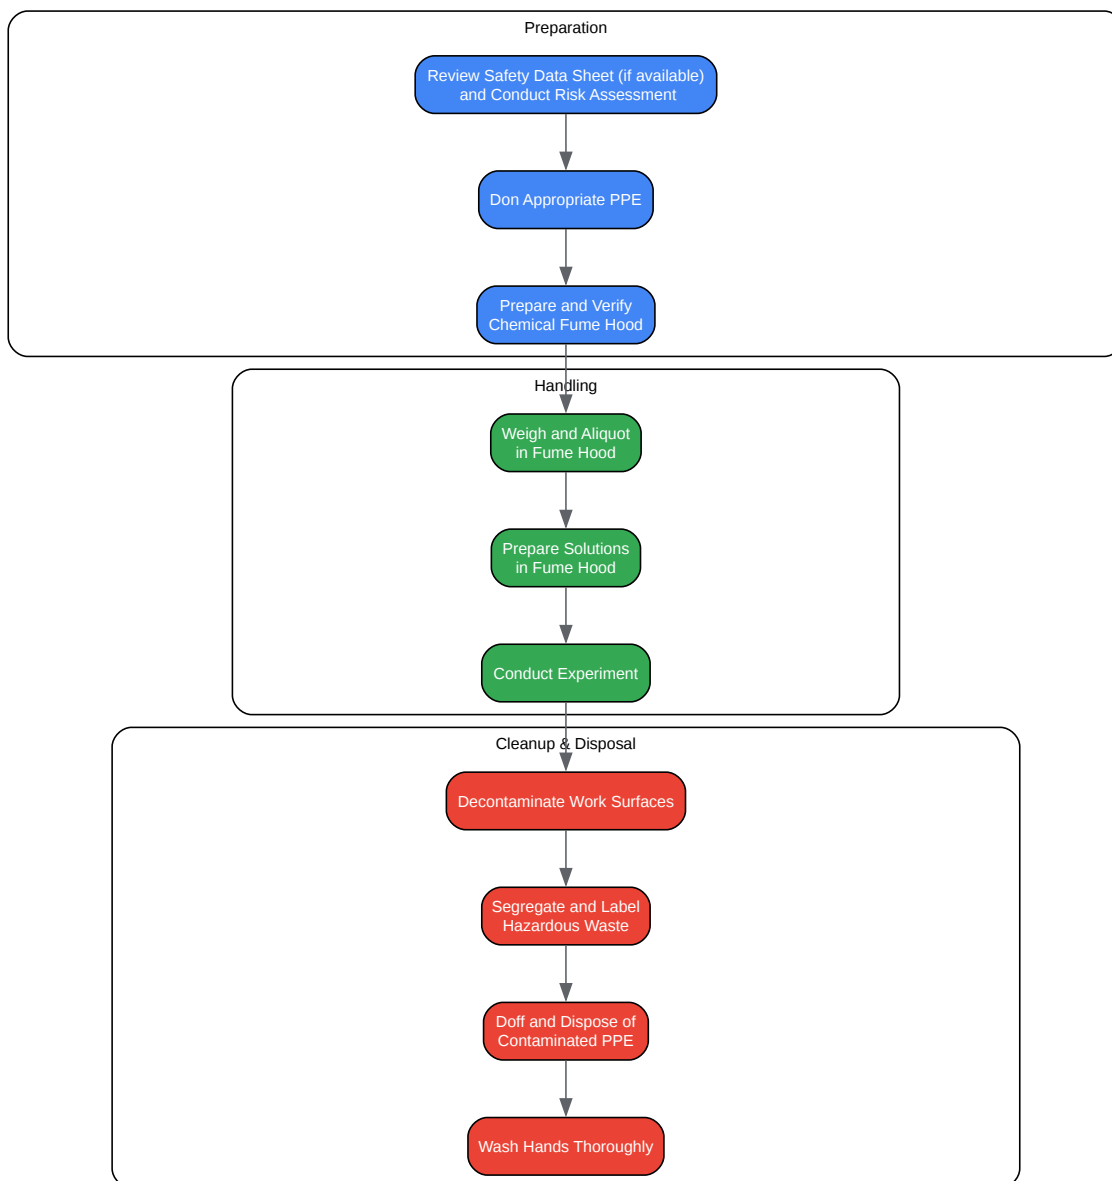 Preparation
Review Safety Data Sheet (if available)
and Conduct Risk Assessment
Don Appropriate PPE
Prepare and Verify
Chemical Fume Hood
Handling
Weigh and Aliquot
in Fume Hood
Prepare Solutions
in Fume Hood
Conduct Experiment
Cleanup & Disposal
Decontaminate Work Surfaces
Segregate and Label
Hazardous Waste
Doff and Dispose of
Contaminated PPE
Wash Hands Thoroughly